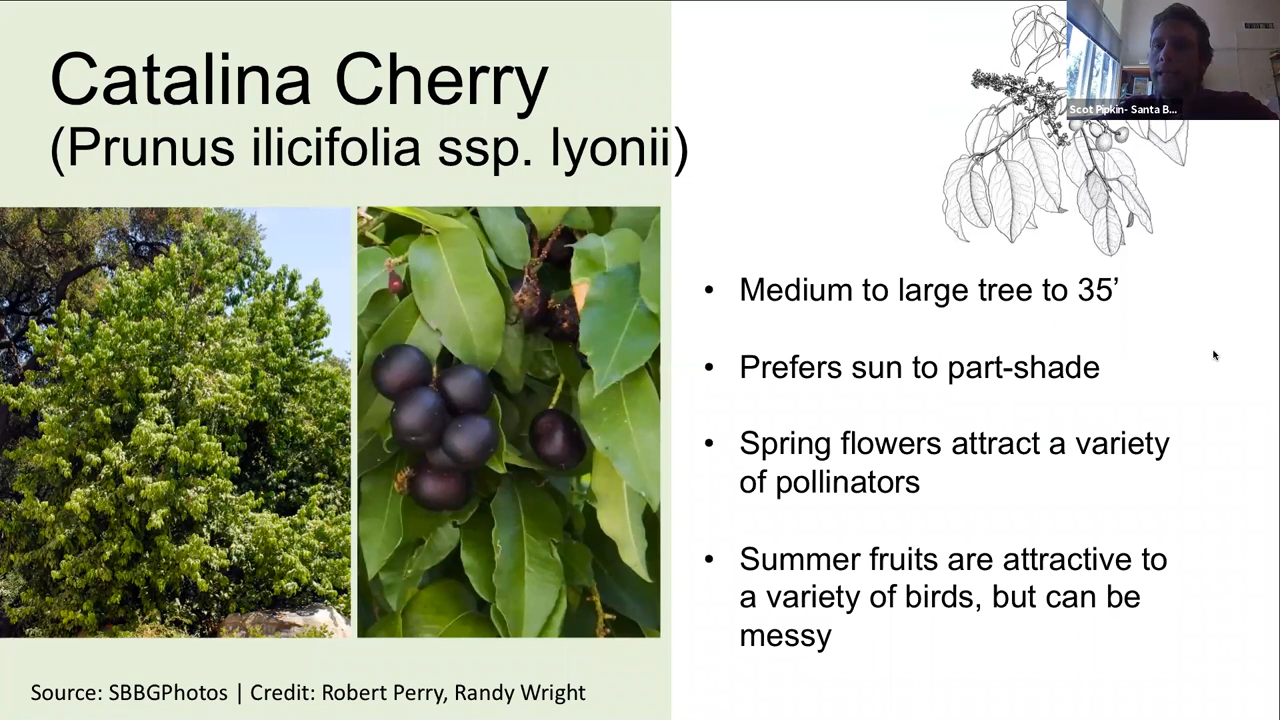 Catalina Cherry
(Prunus ilicifolia ssp. lyonii)
Scot Pipkin- Santa B...
• Medium to large tree to 35’
• Prefers sun to part-shade
• Spring flowers attract a variety
of pollinators
• Summer fruits are attractive to
a variety of birds, but can be
messy
Source: SBBGPhotos | Credit: Robert Perry, Randy Wright